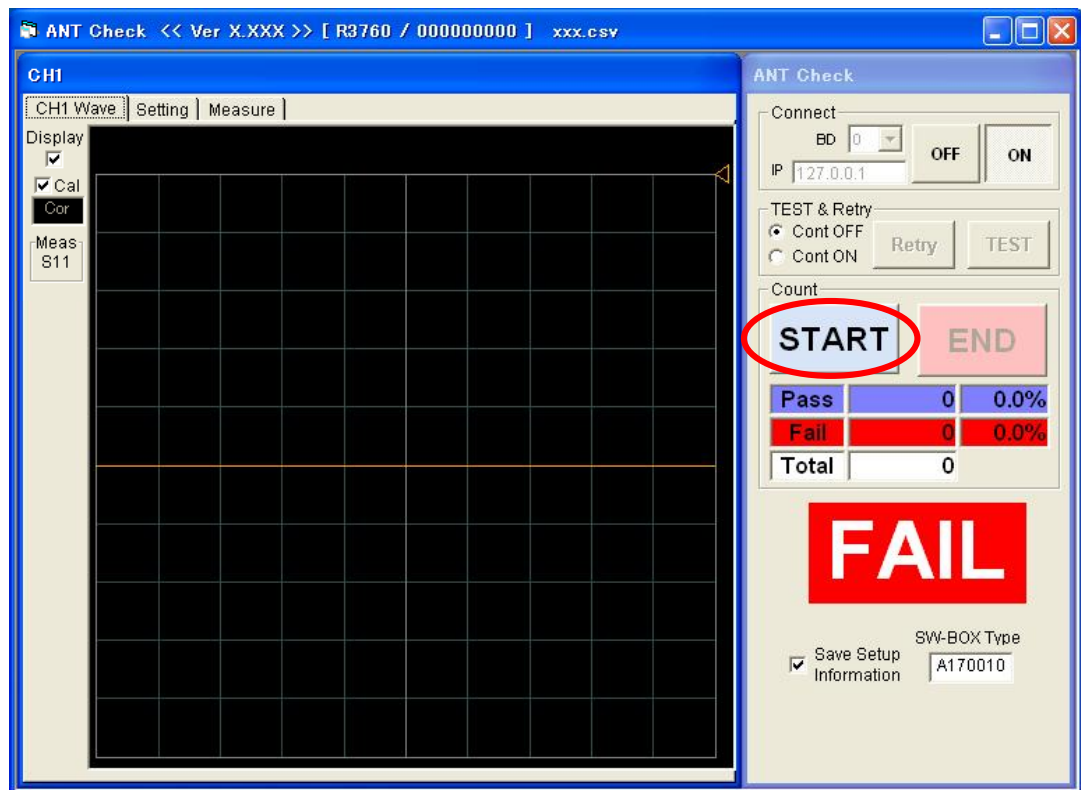 ANT Check << Ver X.XXX >> [ R3760 / 000000000 ] xxx.csv
CH1
CH1 Wave Setting Measure
Display
Cal
Cor
Meas
S11
ANT Check
Connect
BD 0
IP 127.0.0.1
OFF ON
TEST & Retry
Cont OFF
Cont ON
Retry TEST
Count
START END
Pass 0 0.0%
Fail 0 0.0%
Total 0
FAIL
Save Setup
Information
SW-BOX Type
A170010